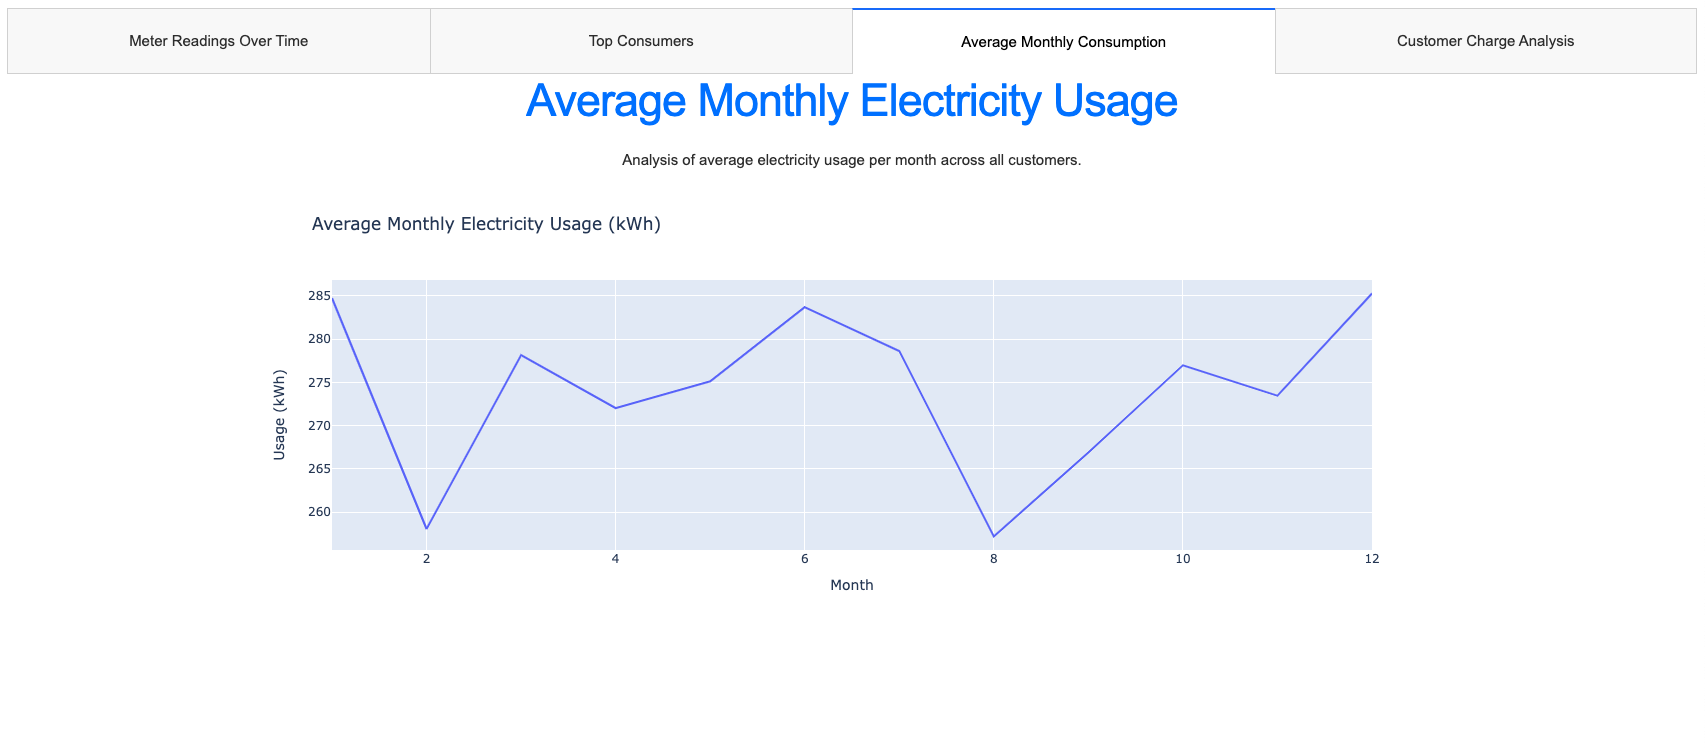 Meter Readings Over Time
Top Consumers
Average Monthly Consumption
Customer Charge Analysis
Average Monthly Electricity Usage
Analysis of average electricity usage per month across all customers.
Average Monthly Electricity Usage (kWh)
Usage (kWh)
285
280
275
270
265
260
2 4 6 8 10 12
Month